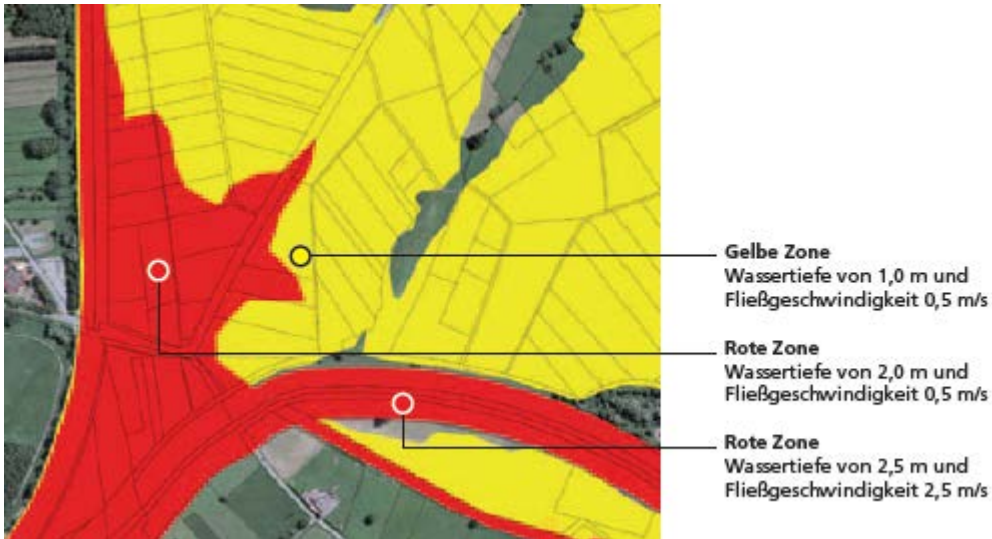 Gelbe Zone
Wassertiefe von 1,0 m und
Fließgeschwindigkeit 0,5 m/s
Rote Zone
Wassertiefe von 2,0 m und
Fließgeschwindigkeit 0,5 m/s
Rote Zone
Wassertiefe von 2,5 m und
Fließgeschwindigkeit 2,5 m/s